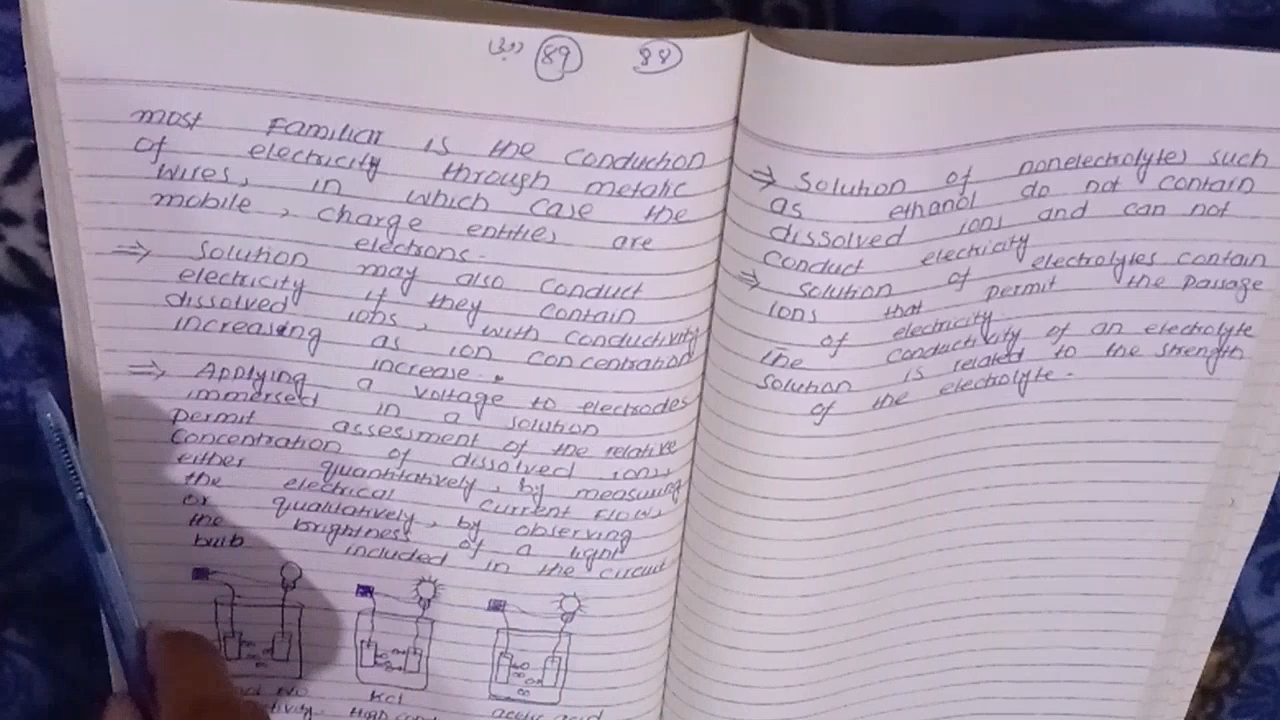 89
88
most Familiar is the conduction
of electricity through metalic
wires, in which case the
mobile, charge entities are
electrons.
⇒ Solution may also conduct
electricity if they contain
dissolved ions, with conductivity
increasing as ion concentration
increase.
⇒ Applying a voltage to electrodes
immersed in a solution
permit assessment of the relative
concentration of dissolved ions,
either quantitatively, by measuring
the electrical current flow,
or qualitatively, by observing
the brightness of a light
bulb included in the circuit
KCl
acetic acid
⇒ Solution of nonelectrolytes such
as ethanol do not contain
dissolved ions and can not
conduct electricity
⇒ Solution of electrolytes contain
ions that permit the passage
of electricity.
The conductivity of an electrolyte
solution is related to the strength
of the electrolyte.